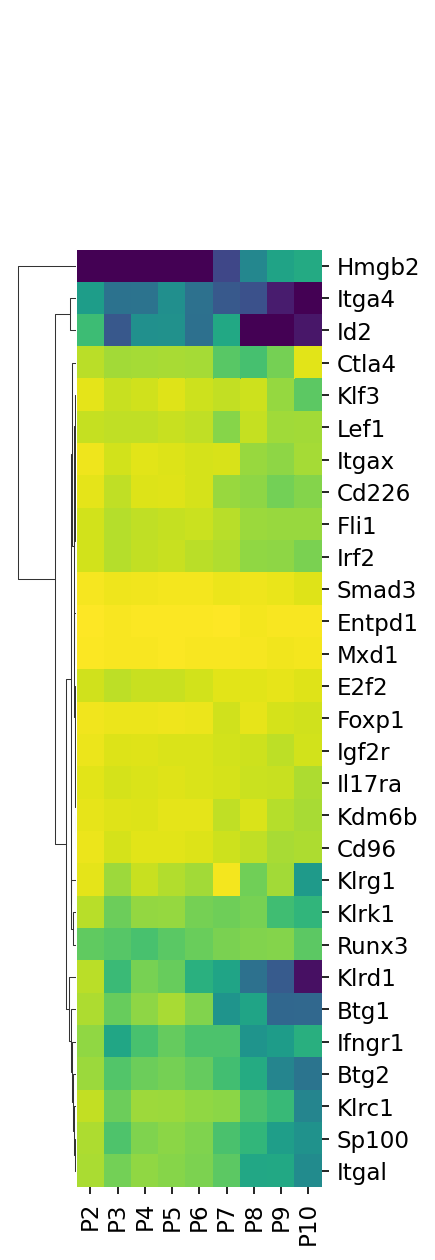 Hmgb2
Itga4
Id2
Ctla4
Klf3
Lef1
Itgax
Cd226
Fli1
Irf2
Smad3
Entpd1
Mxd1
E2f2
Foxp1
Igf2r
Il17ra
Kdm6b
Cd96
Klrg1
Klrk1
Runx3
Klrd1
Btg1
Ifngr1
Btg2
Klrc1
Sp100
Itgal
P2 P3 P4 P5 P6 P7 P8 P9 P10